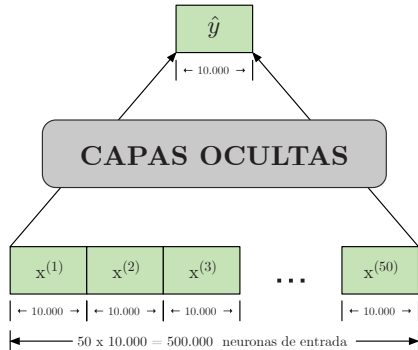 ŷ
← 10.000 →
CAPAS OCULTAS
x(1) x(2) x(3) ... x(50)
← 10.000 → ← 10.000 → ← 10.000 → ← 10.000 →
50 x 10.000 = 500.000 neuronas de entrada